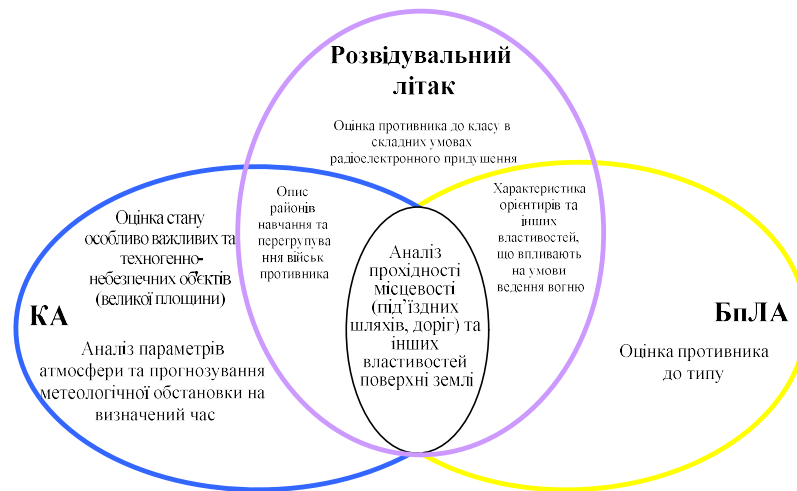 Розвідувальний
літак
Оцінка противника до класу в
складних умовах
радіоелектронного придушення
Опис
районів
навчання та
перегрупува
ння військ
противника
Характеристика
орієнтирів та
інших
властивостей,
що впливають
на умови
ведення вогню
Оцінка стану
особливо важливих та
техногенно-
небезпечних об'єктів
(великої площини)
КА
Аналіз параметрів
атмосфери та прогнозування
метеологічної обстановки на
визначений час
Аналіз
прохідності
місцевості
(під’їздних
шляхів, доріг) та
інших
властивостей
поверхні землі
БпЛА
Оцінка противника
до типу